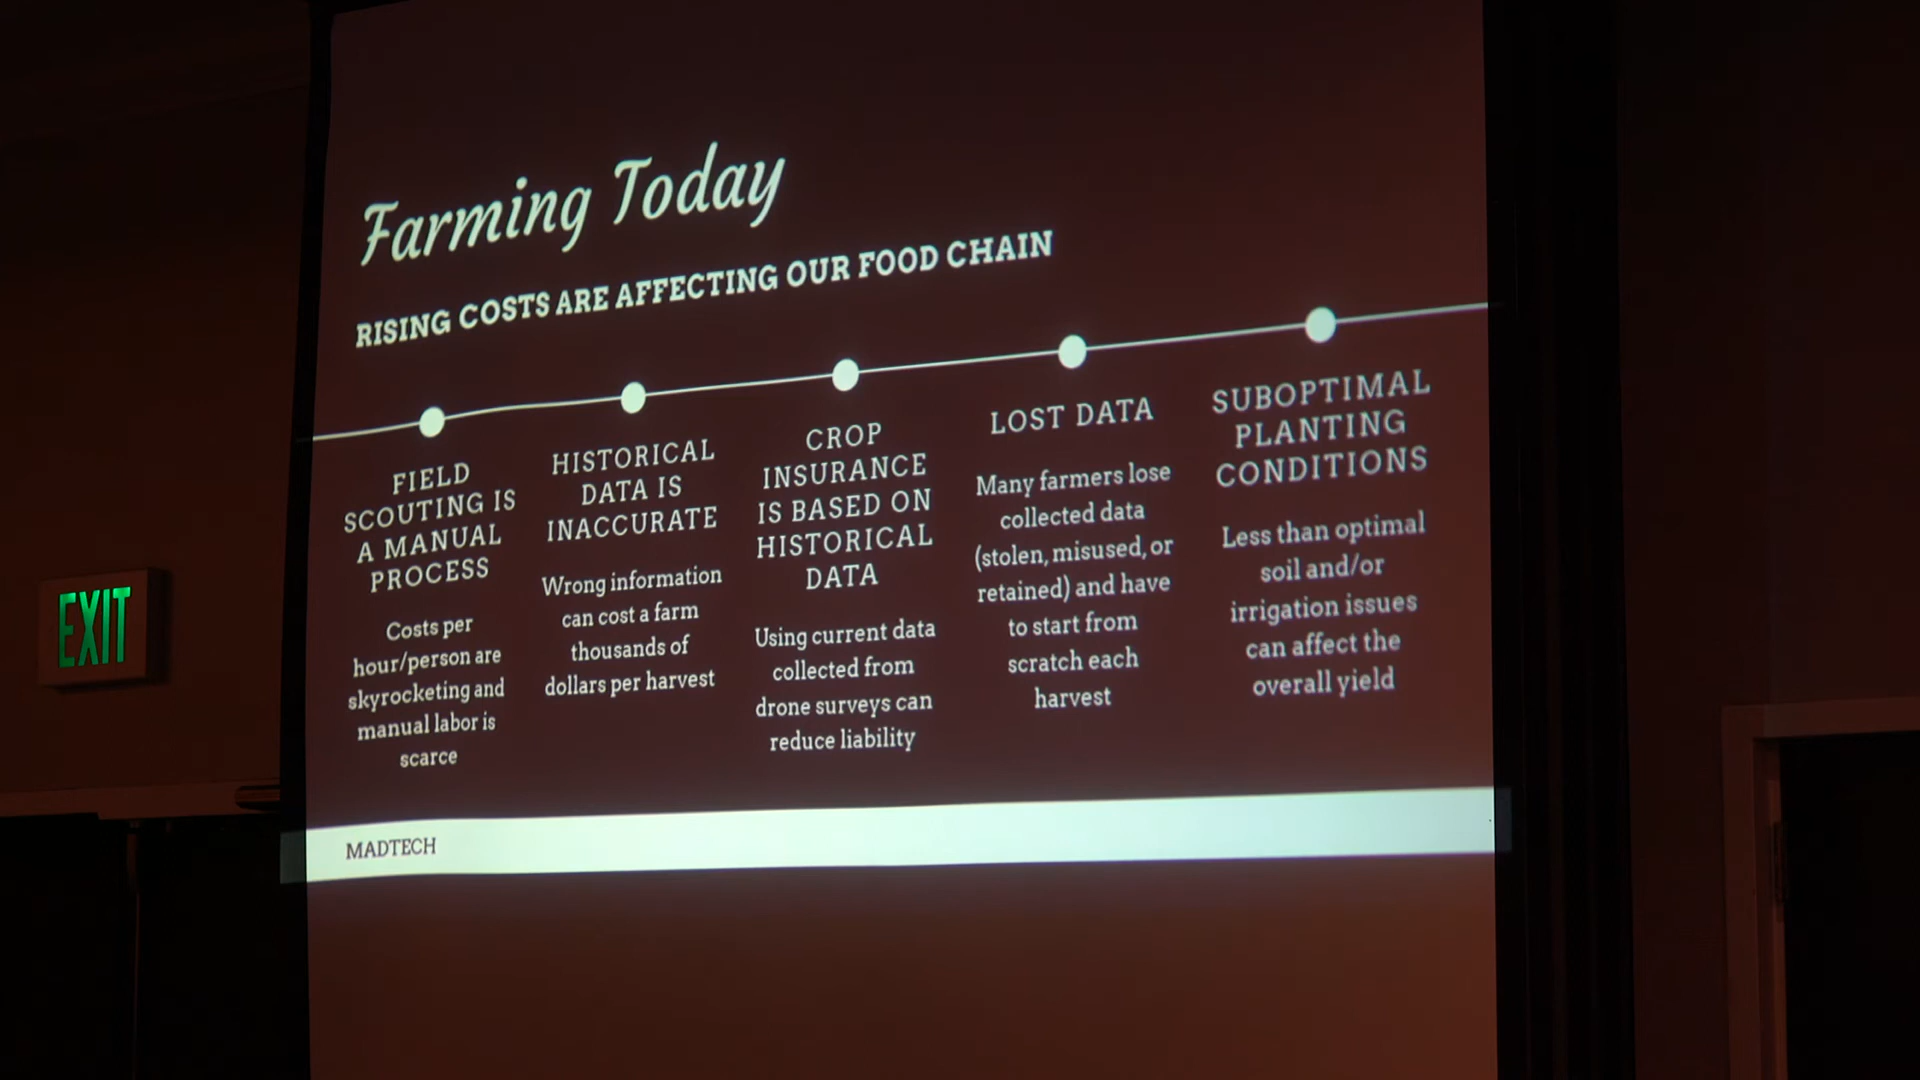 Farming Today
RISING COSTS ARE AFFECTING OUR FOOD CHAIN
FIELD
SCOUTING IS
A MANUAL
PROCESS
Costs per
hour/person are
skyrocketing and
manual labor is
scarce
HISTORICAL
DATA IS
INACCURATE
Wrong information
can cost a farm
thousands of
dollars per harvest
CROP
INSURANCE
IS BASED ON
HISTORICAL
DATA
Using current data
collected from
drone surveys can
reduce liability
LOST DATA
Many farmers lose
collected data
(stolen, misused, or
retained) and have
to start from
scratch each
harvest
SUBOPTIMAL
PLANTING
CONDITIONS
Less than optimal
soil and/or
irrigation issues
can affect the
overall yield
EXIT
MADTECH